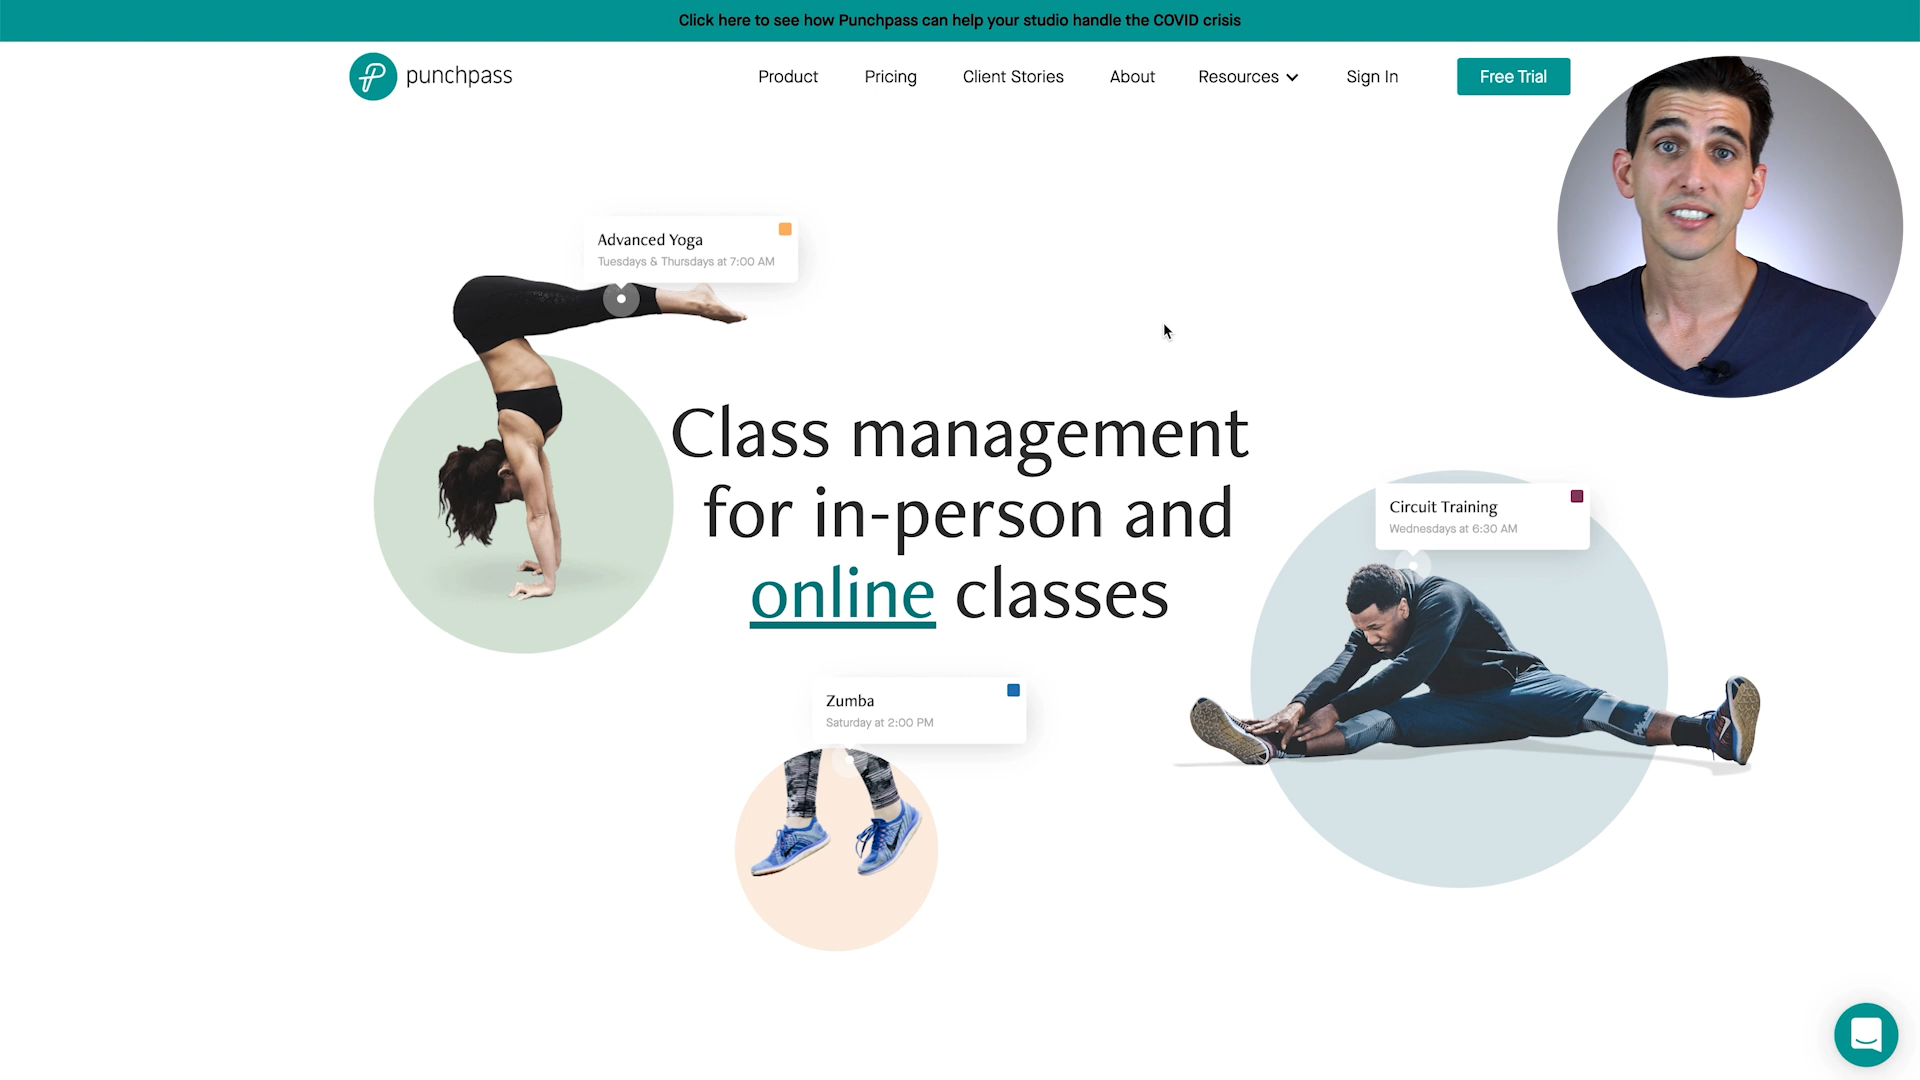 Click here to see how Punchpass can help your studio handle the COVID crisis
punchpass
Product
Pricing
Client Stories
About
Resources
Sign In
Free Trial
Advanced Yoga
Tuesdays & Thursdays at 7:00 AM
Class management
for in-person and
online classes
Circuit Training
Wednesdays at 6:30 AM
Zumba
Saturday at 2:00 PM